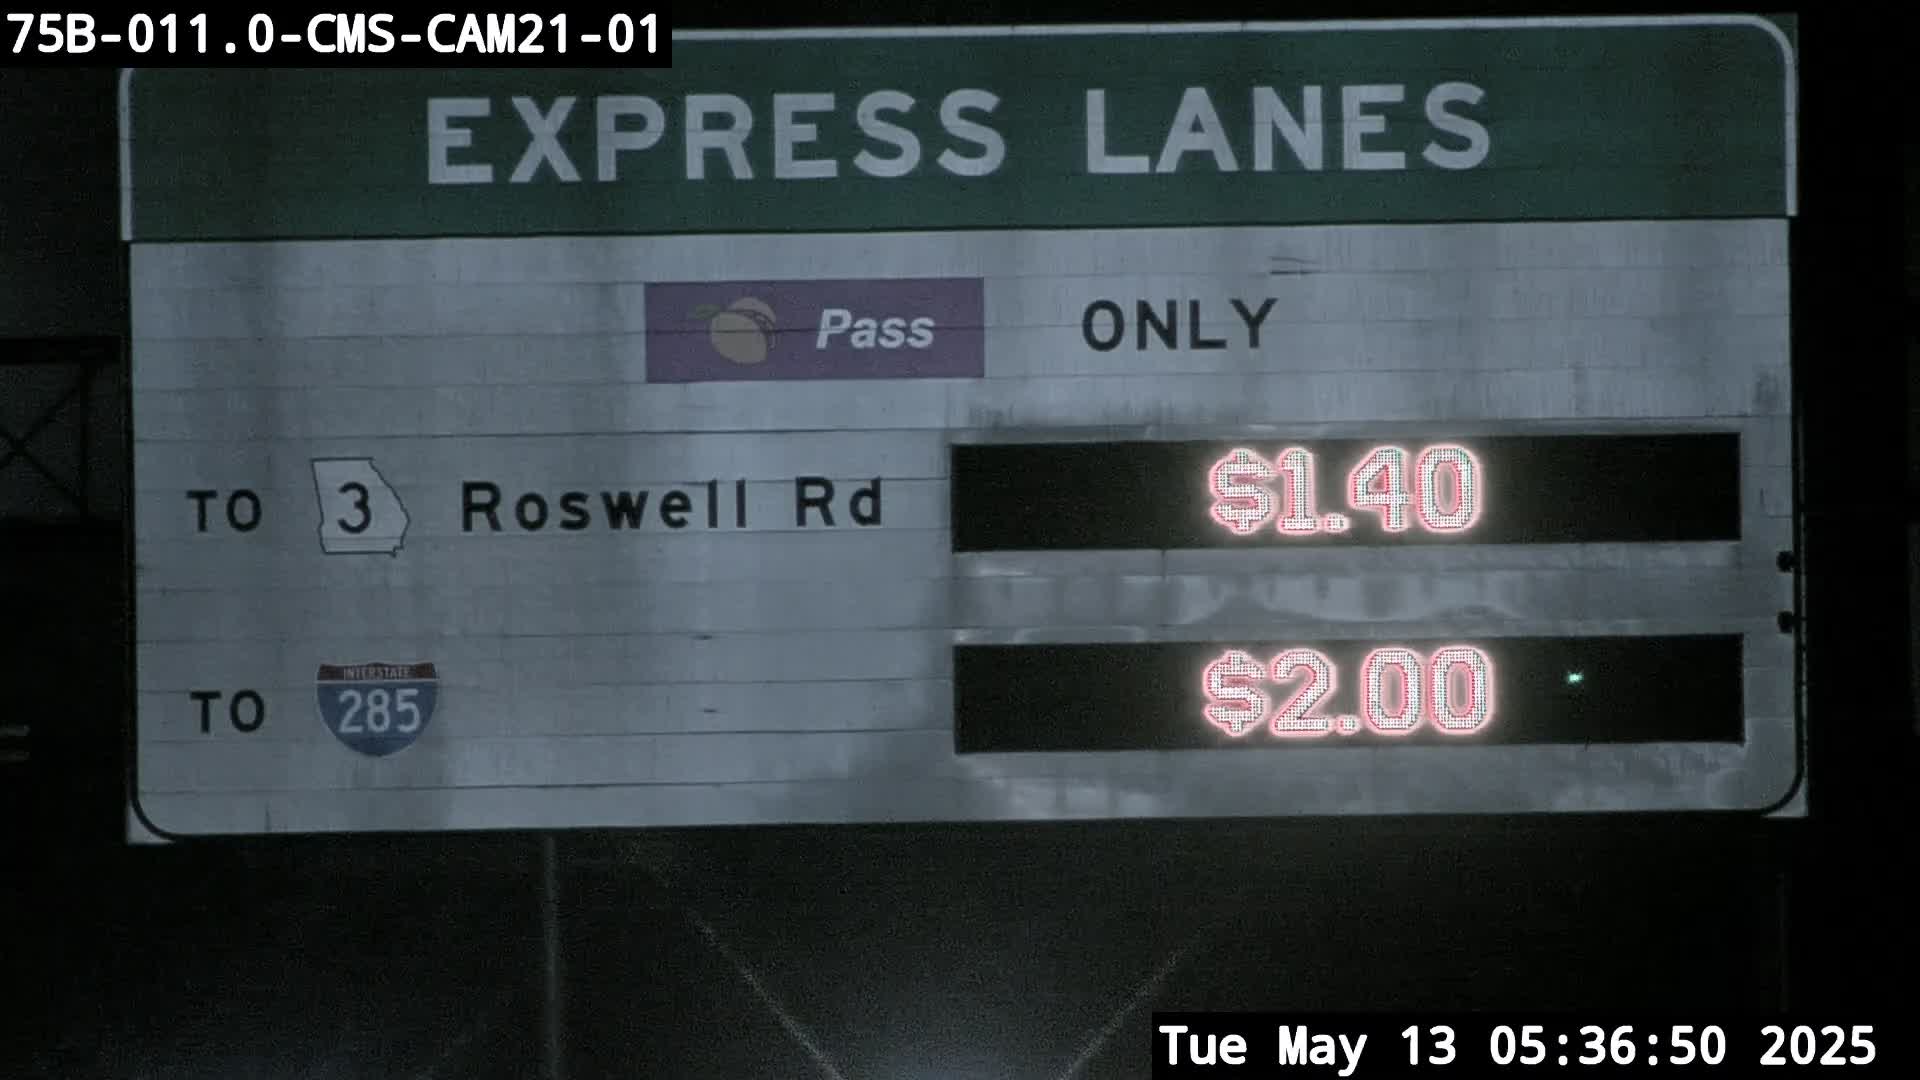 75B-011.0-CMS-CAM21-01
EXPRESS LANES
Pass ONLY
TO 3 Roswell Rd $1.40
TO INTERSTATE 285 $2.00
Tue May 13 05:36:50 2025